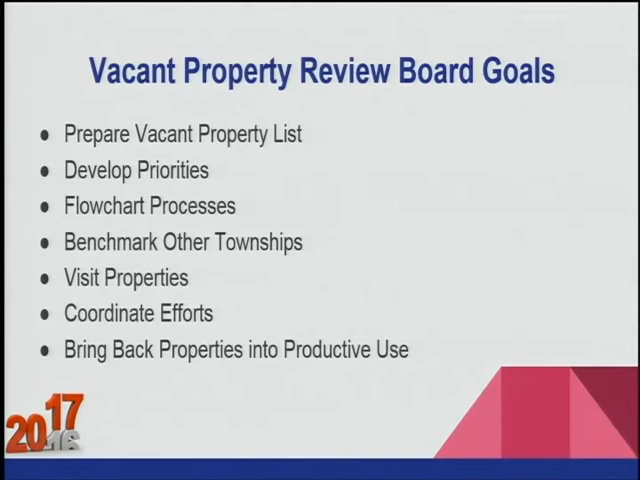 Vacant Property Review Board Goals
● Prepare Vacant Property List
● Develop Priorities
● Flowchart Processes
● Benchmark Other Townships
● Visit Properties
● Coordinate Efforts
● Bring Back Properties into Productive Use
2017
16